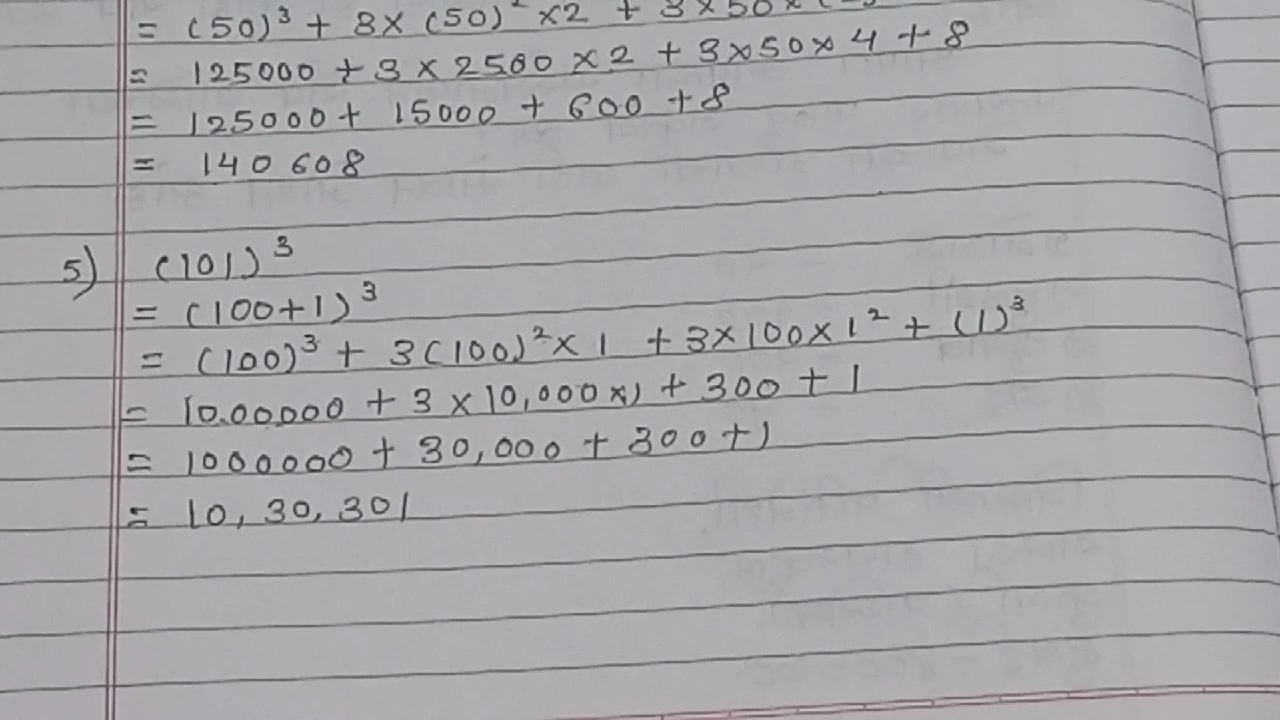 = (50)³ + 3× (50)² ×2 + 3×50×
= 125000 + 3 × 2500 ×2 + 3×50×4 + 8
= 125000 + 15000 + 600 +8
= 140608
5) (101)³
= (100+1)³
= (100)³ + 3(100)²×1 + 3×100×1² + (1)³
= 10.00000 + 3 ×10,000×1 + 300 + 1
= 1000000 + 30,000 + 300+1
= 10,30,301